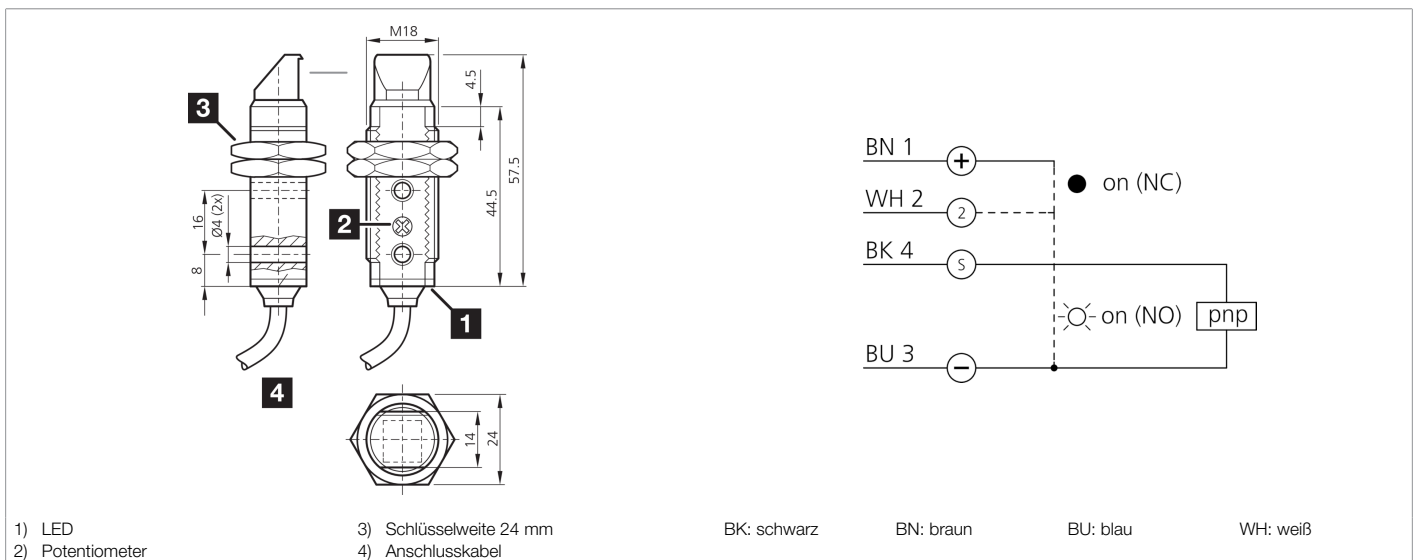 M18
4.5
3
57.5
44.5
16
Ø4 (2x)
2
8
1
4
14
24
BN 1
+
on (NC)
WH 2
2
BK 4
S
on (NO)
pnp
BU 3
−
1) LED
2) Potentiometer
3) Schlüsselweite 24 mm
4) Anschlusskabel
BK: schwarz
BN: braun
BU: blau
WH: weiß